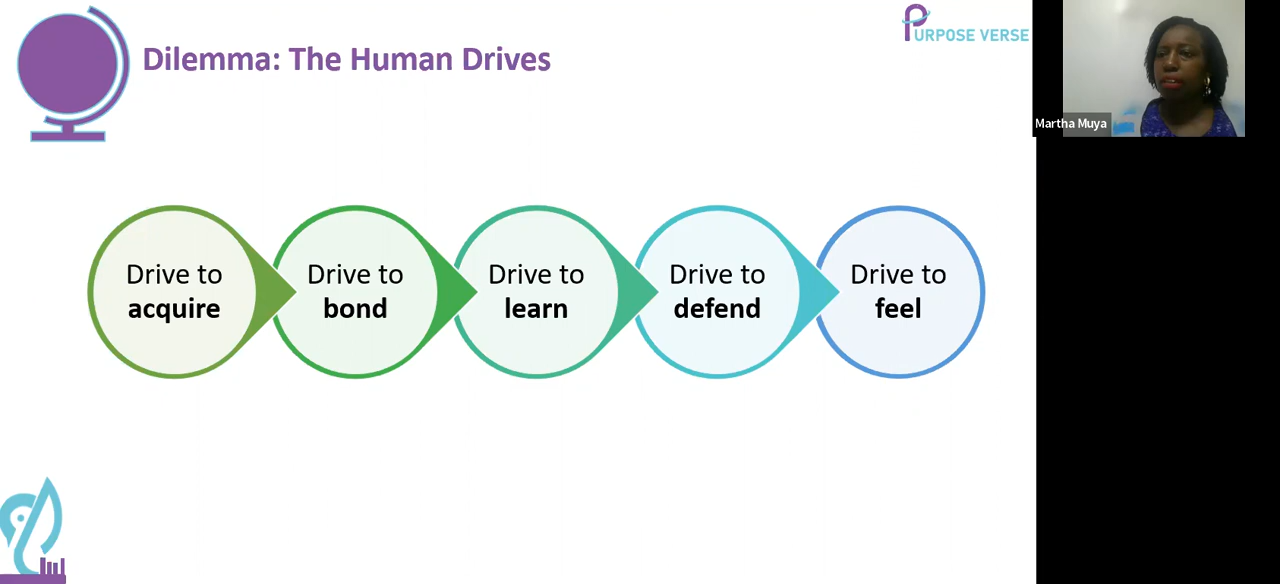 Dilemma: The Human Drives
PURPOSE VERSE
Martha Muya
Drive to
acquire
Drive to
bond
Drive to
learn
Drive to
defend
Drive to
feel